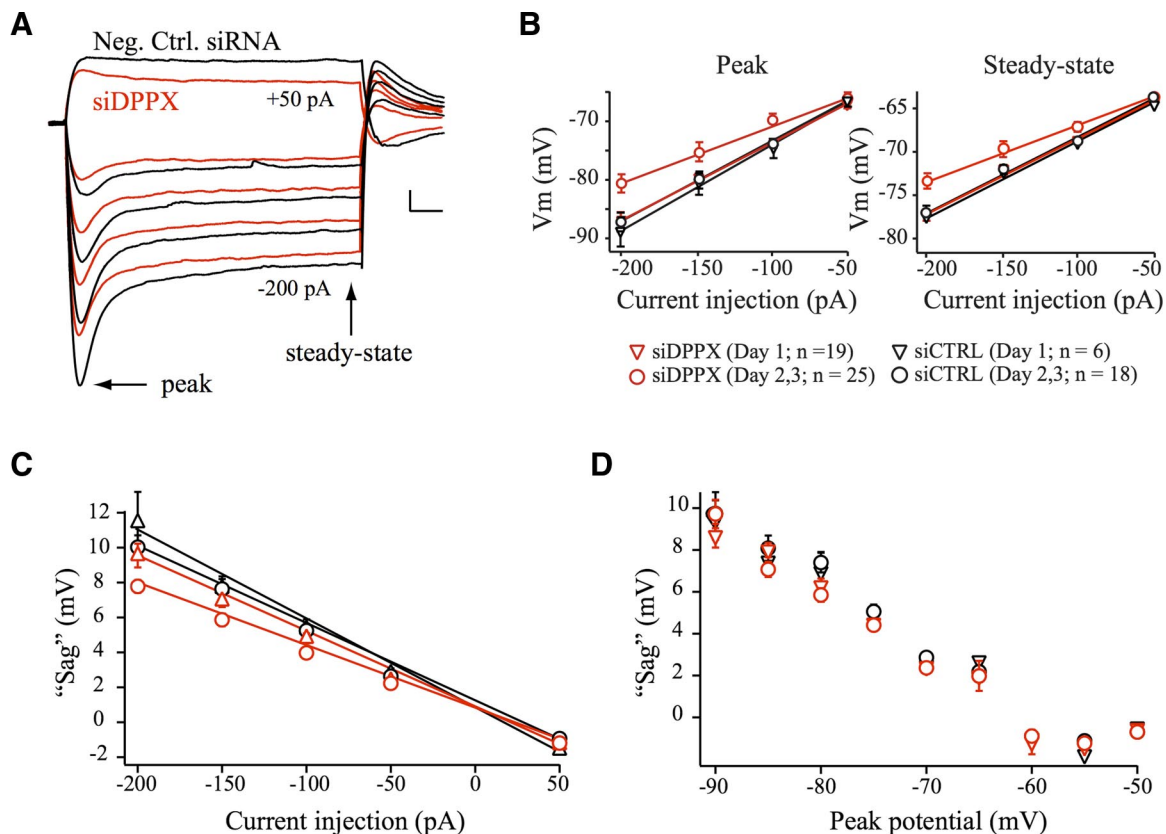 A
Neg. Ctrl. siRNA
siDPPX
+50 pA
-200 pA
steady-state
peak
B
Peak
Steady-state
Vm (mV)
-70
-80
-90
-200 -150 -100 -50
Current injection (pA)
Vm (mV)
-65
-70
-75
-80
-200 -150 -100 -50
Current injection (pA)
siDPPX (Day 1; n =19)
siCTRL (Day 1; n = 6)
siDPPX (Day 2,3; n = 25)
siCTRL (Day 2,3; n = 18)
C
“Sag” (mV)
12
10
8
6
4
2
0
-2
-200 -150 -100 -50 0 50
Current injection (pA)
D
“Sag” (mV)
10
8
6
4
2
0
-90 -80 -70 -60 -50
Peak potential (mV)